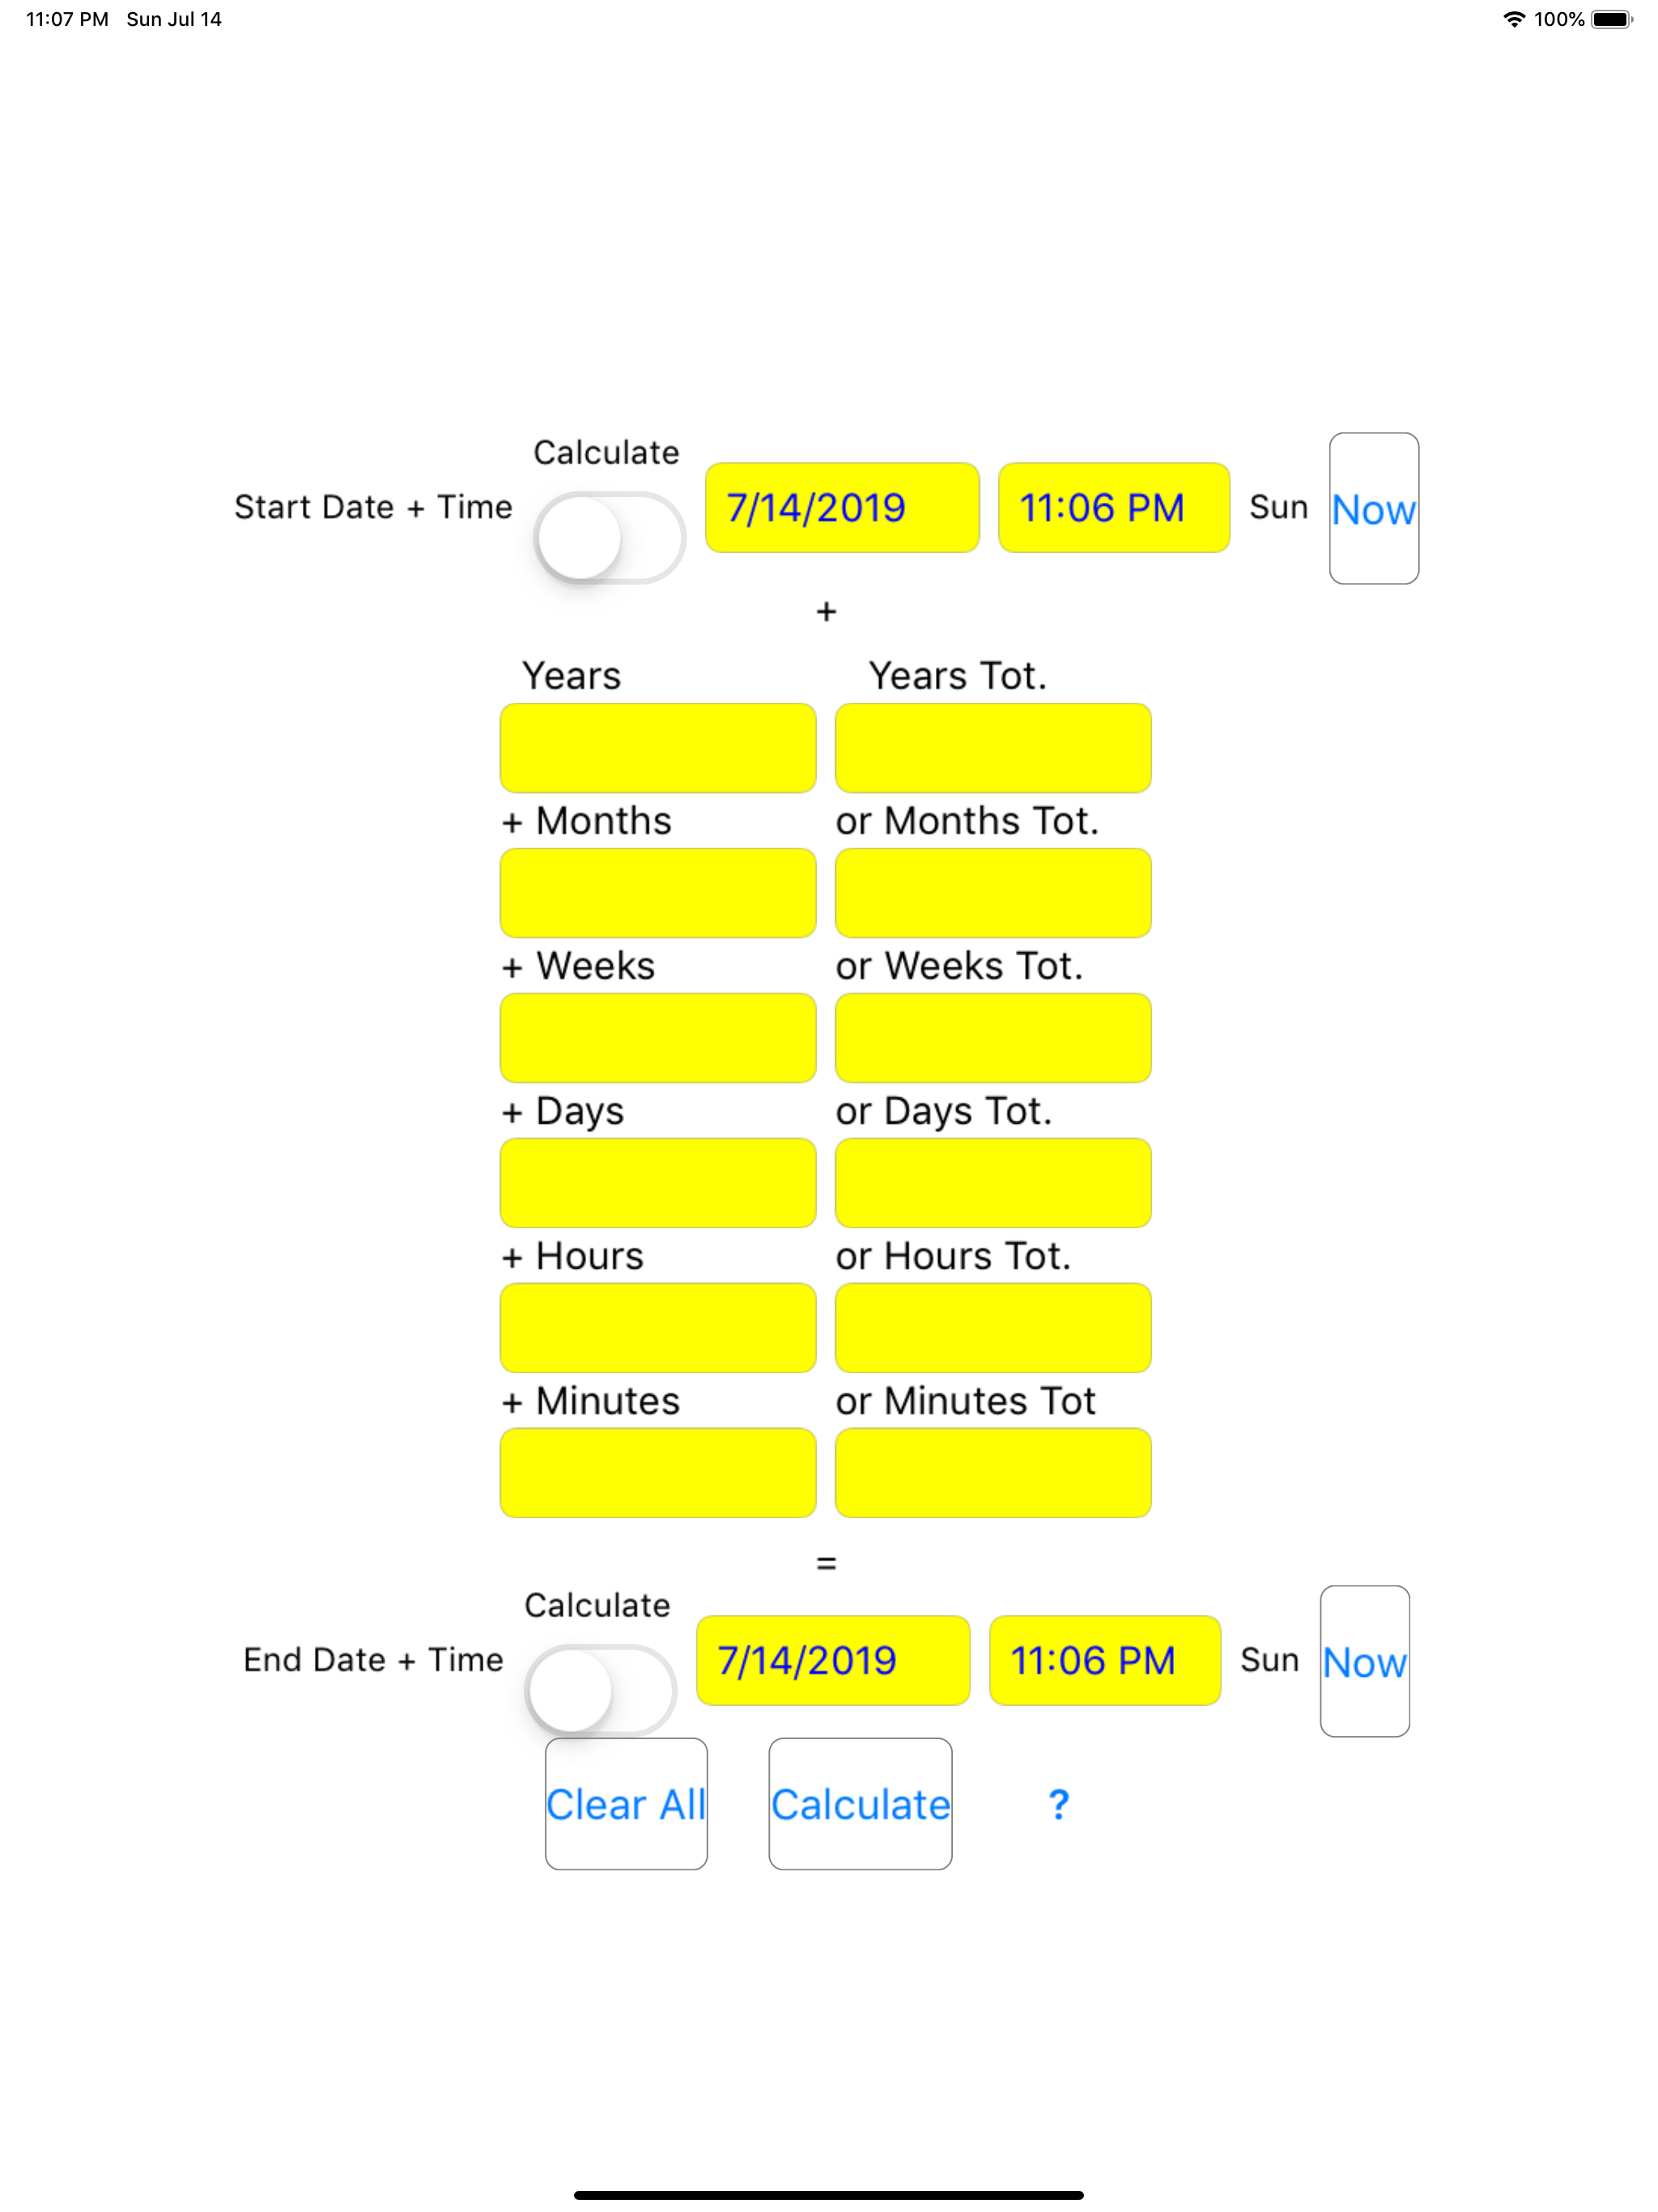 11:07 PM Sun Jul 14 100%
Calculate
Start Date + Time 7/14/2019 11:06 PM Sun Now
+
Years Years Tot.
+ Months or Months Tot.
+ Weeks or Weeks Tot.
+ Days or Days Tot.
+ Hours or Hours Tot.
+ Minutes or Minutes Tot
=
Calculate
End Date + Time 7/14/2019 11:06 PM Sun Now
Clear All Calculate ?